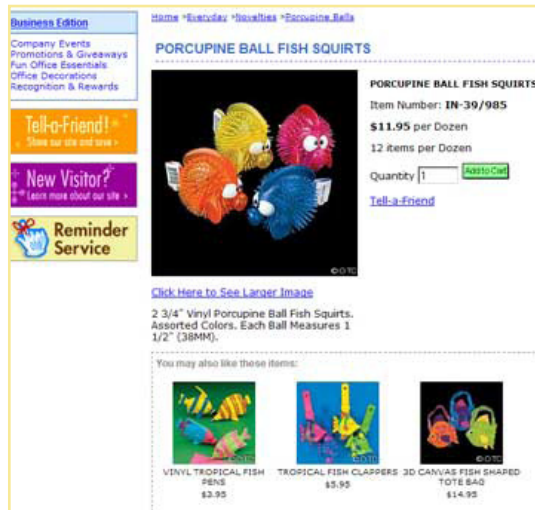 Business Edition
Company Events
Promotions & Giveaways
Fun Office Essentials
Office Decorations
Recognition & Rewards
Tell-a-Friend!
Share our site and save >
New Visitor?
Learn more about our site >
Reminder
Service
Home >Everyday >Novelties >Porcupine Balls
PORCUPINE BALL FISH SQUIRTS
© OTC
PORCUPINE BALL FISH SQUIRTS
Item Number: IN-39/985
$11.95 per Dozen
12 items per Dozen
Quantity 1 Add to Cart
Tell-a-Friend
Click Here to See Larger Image
2 3/4" Vinyl Porcupine Ball Fish Squirts.
Assorted Colors. Each Ball Measures 1
1/2" (38MM).
You may also like these items:
©OTC
©OTC
©OTC
VINYL TROPICAL FISH
PENS
$3.95
TROPICAL FISH CLAPPERS
$5.95
3D CANVAS FISH SHAPED
TOTE BAG
$14.95